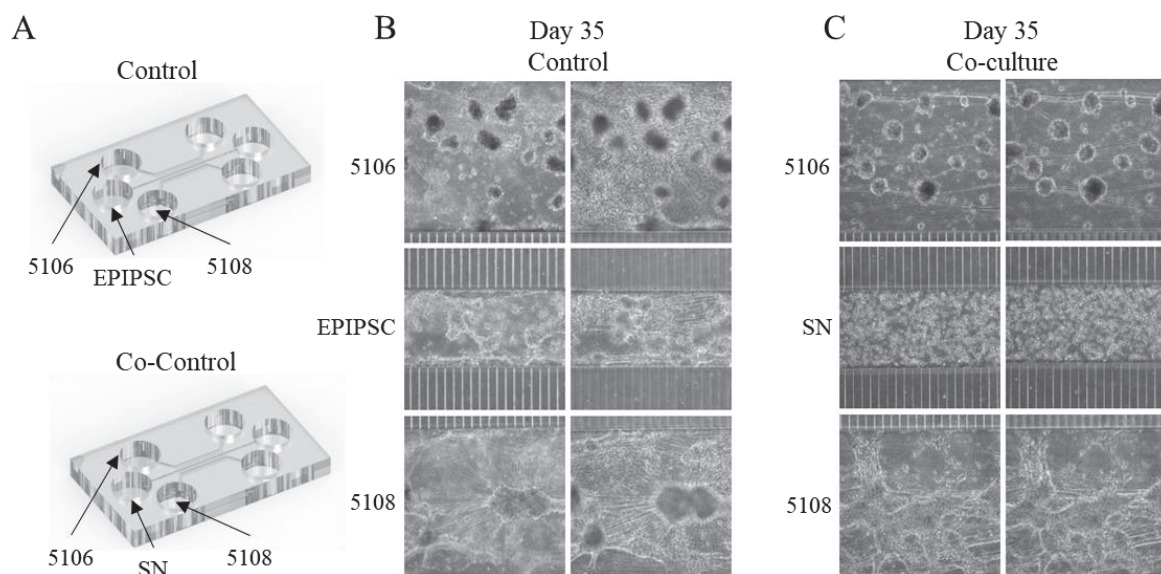 A
Control
5106
EPIPSC
5108
Co-Control
5106
SN
5108
B
Day 35
Control
5106
EPIPSC
5108
C
Day 35
Co-culture
5106
SN
5108